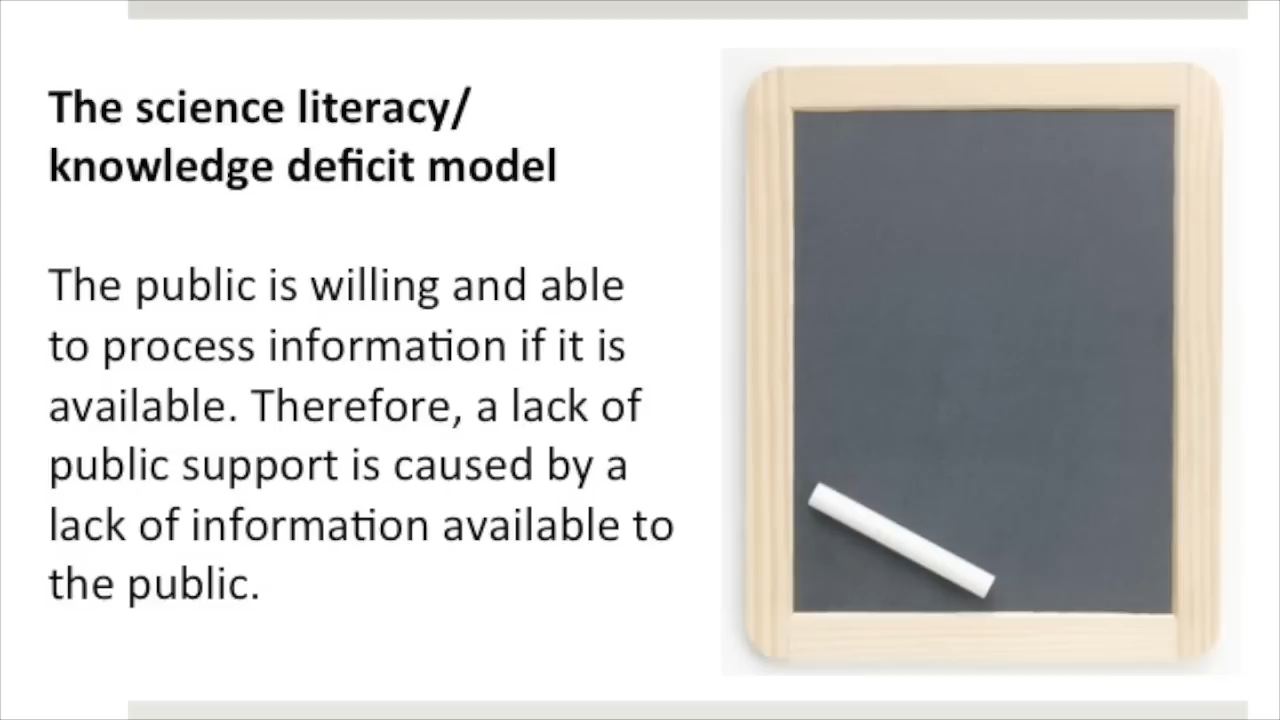 The science literacy/
knowledge deficit model
The public is willing and able
to process information if it is
available. Therefore, a lack of
public support is caused by a
lack of information available to
the public.